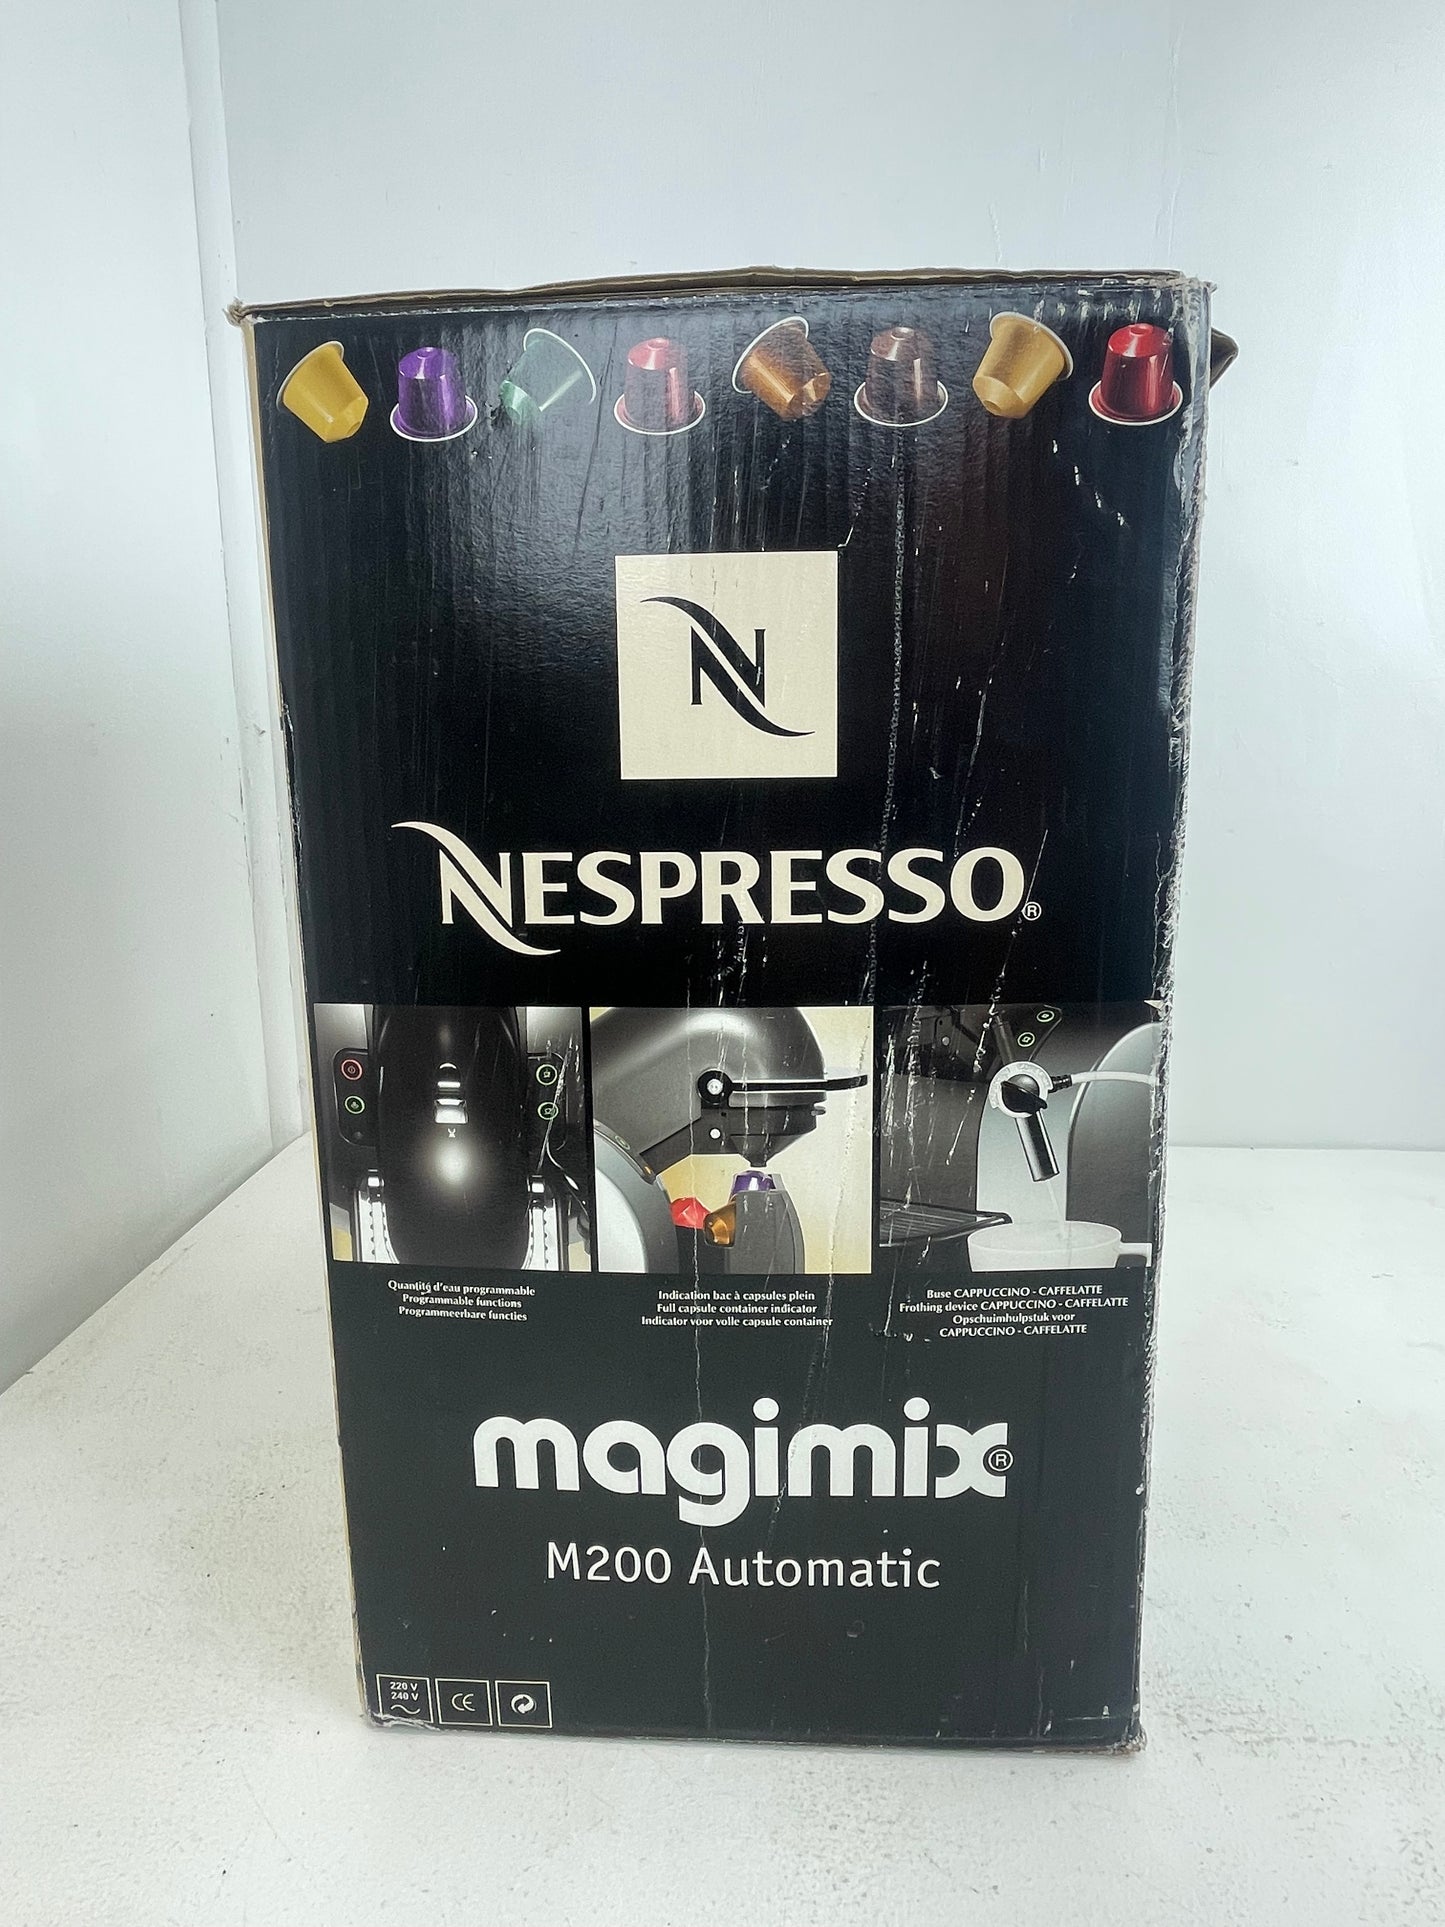 N
NESPRESSO®
Quantité d'eau programmable
Programmable functions
Programmeerbare functies
Indication bac à capsules plein
Full capsule container indicator
Indicator voor volle capsule container
Buse CAPPUCCINO - CAFFELATTE
Frothing device CAPPUCCINO - CAFFELATTE
Opschuimhulpstuk voor
CAPPUCCINO - CAFFELATTE
magimix®
M200 Automatic
220 V
240 V
CE